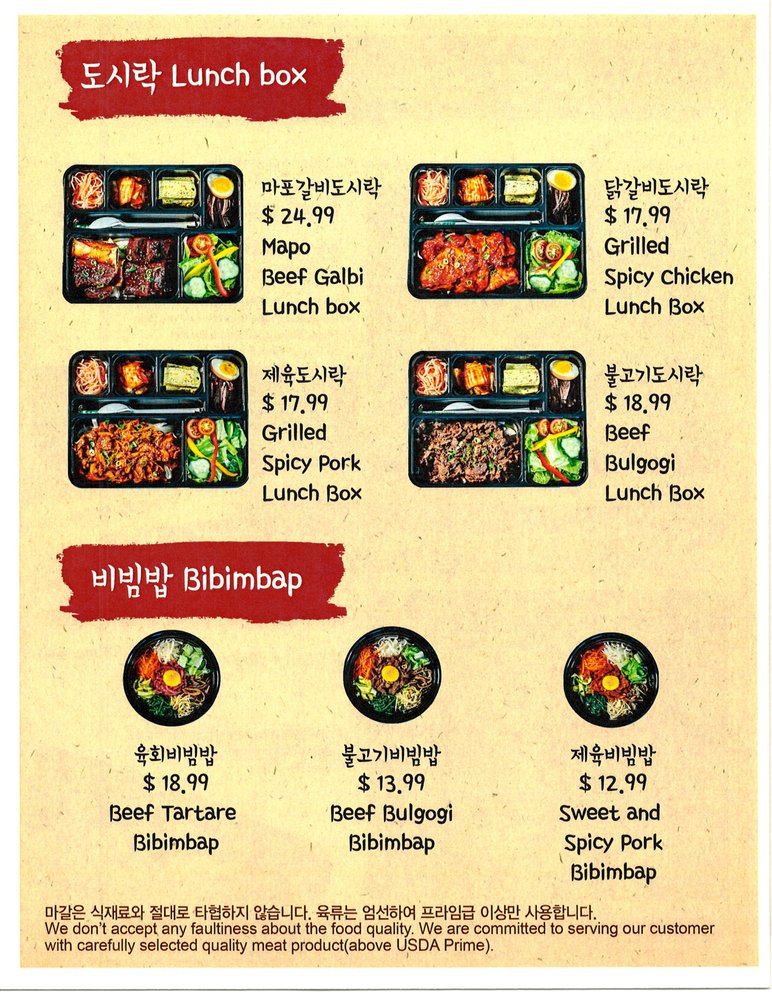 도시락 Lunch box
마포갈비도시락
$ 24.99
Mapo
Beef Galbi
Lunch box
닭갈비도시락
$ 17.99
Grilled
Spicy Chicken
Lunch Box
제육도시락
$ 17.99
Grilled
Spicy Pork
Lunch Box
불고기도시락
$ 18.99
Beef
Bulgogi
Lunch Box
비빔밥 Bibimbap
육회비빔밥
$ 18.99
Beef Tartare
Bibimbap
불고기비빔밥
$ 13.99
Beef Bulgogi
Bibimbap
제육비빔밥
$ 12.99
Sweet and
Spicy Pork
Bibimbap
마갈은 식재료와 절대로 타협하지 않습니다. 육류는 엄선하여 프라임급 이상만 사용합니다.
We don't accept any faultiness about the food quality. We are committed to serving our customer
with carefully selected quality meat product(above USDA Prime).